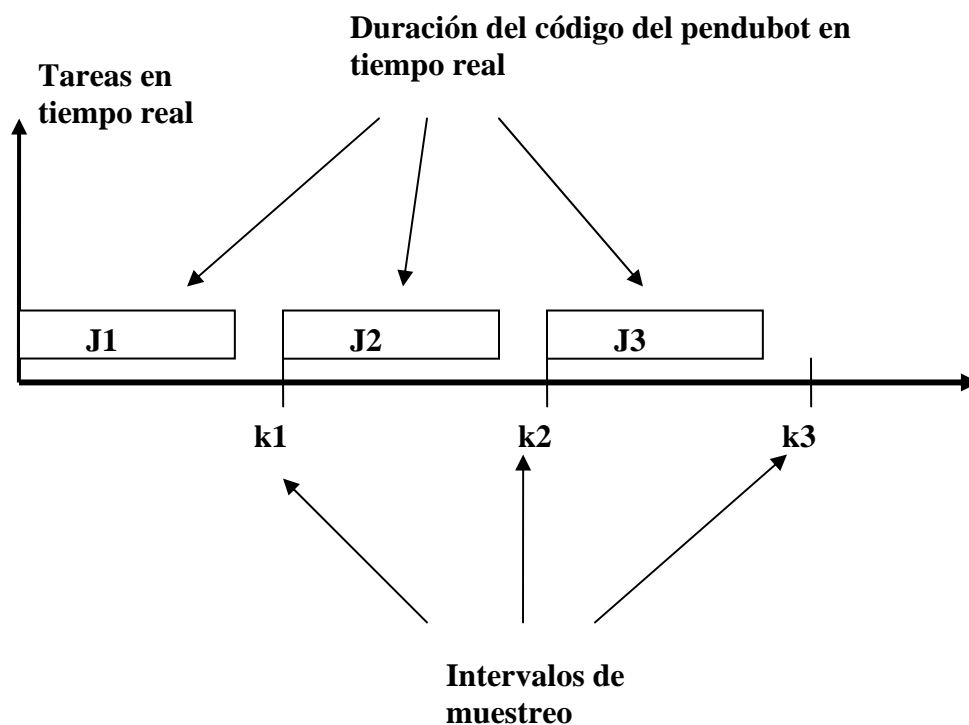 Duración del código del pendubot en
tiempo real
Tareas en
tiempo real
J1
J2
J3
k1
k2
k3
Intervalos de
muestreo